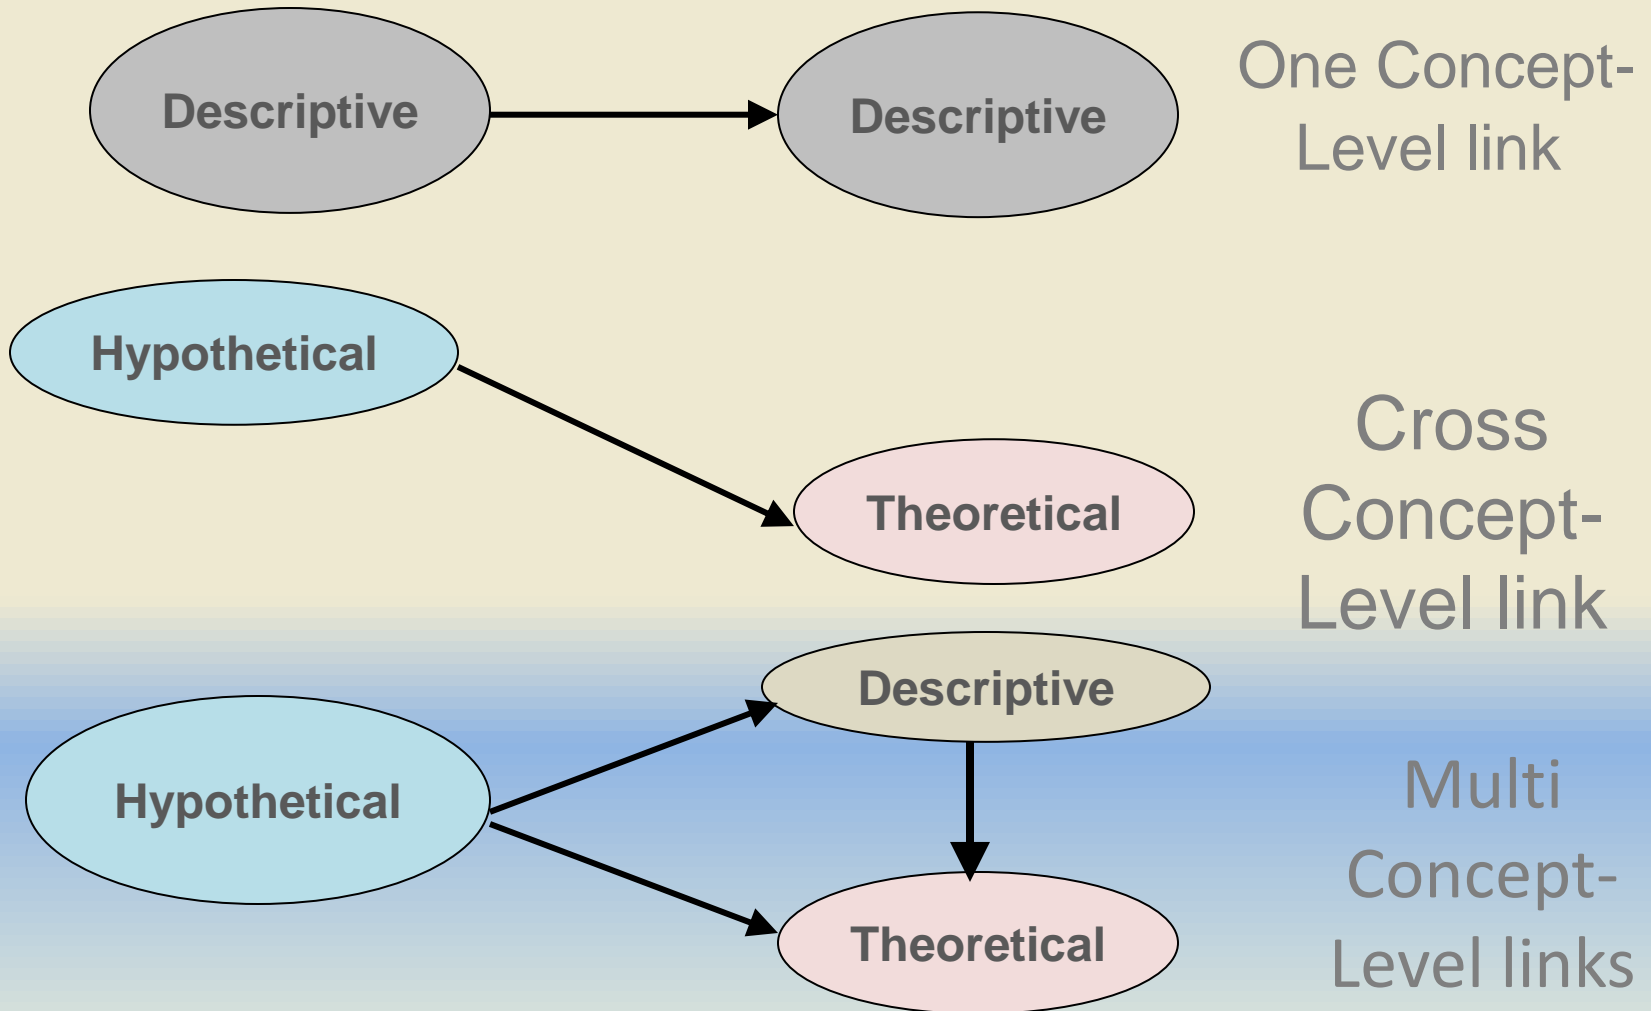 Descriptive
Descriptive
One Concept-
Level link
Hypothetical
Theoretical
Cross
Concept-
Level link
Hypothetical
Descriptive
Theoretical
Multi
Concept-
Level links